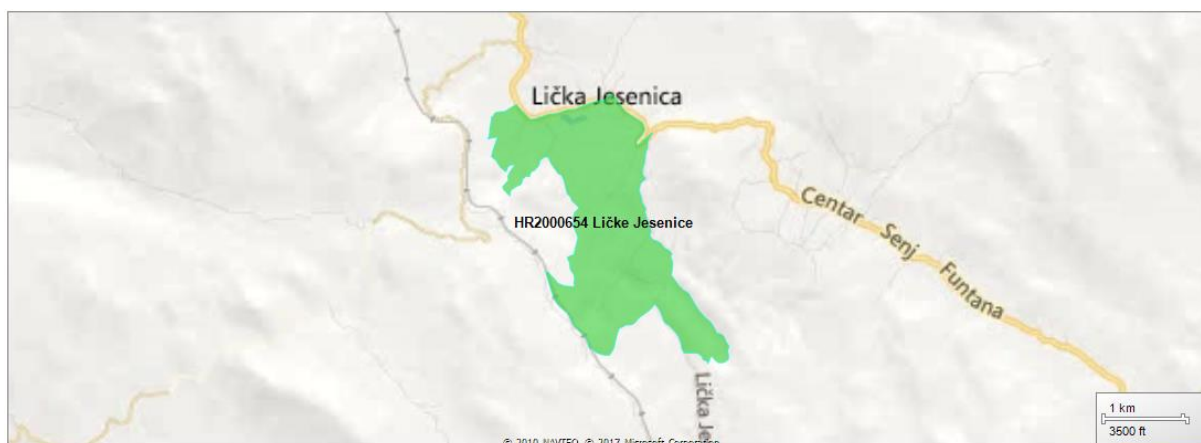 Lička Jesenica
HR2000654 Ličke Jesenice
Centar Senj Funtana
Lička Je
1 km
3500 ft
© 2010 NAVTEQ, © 2017 Microsoft Corporation